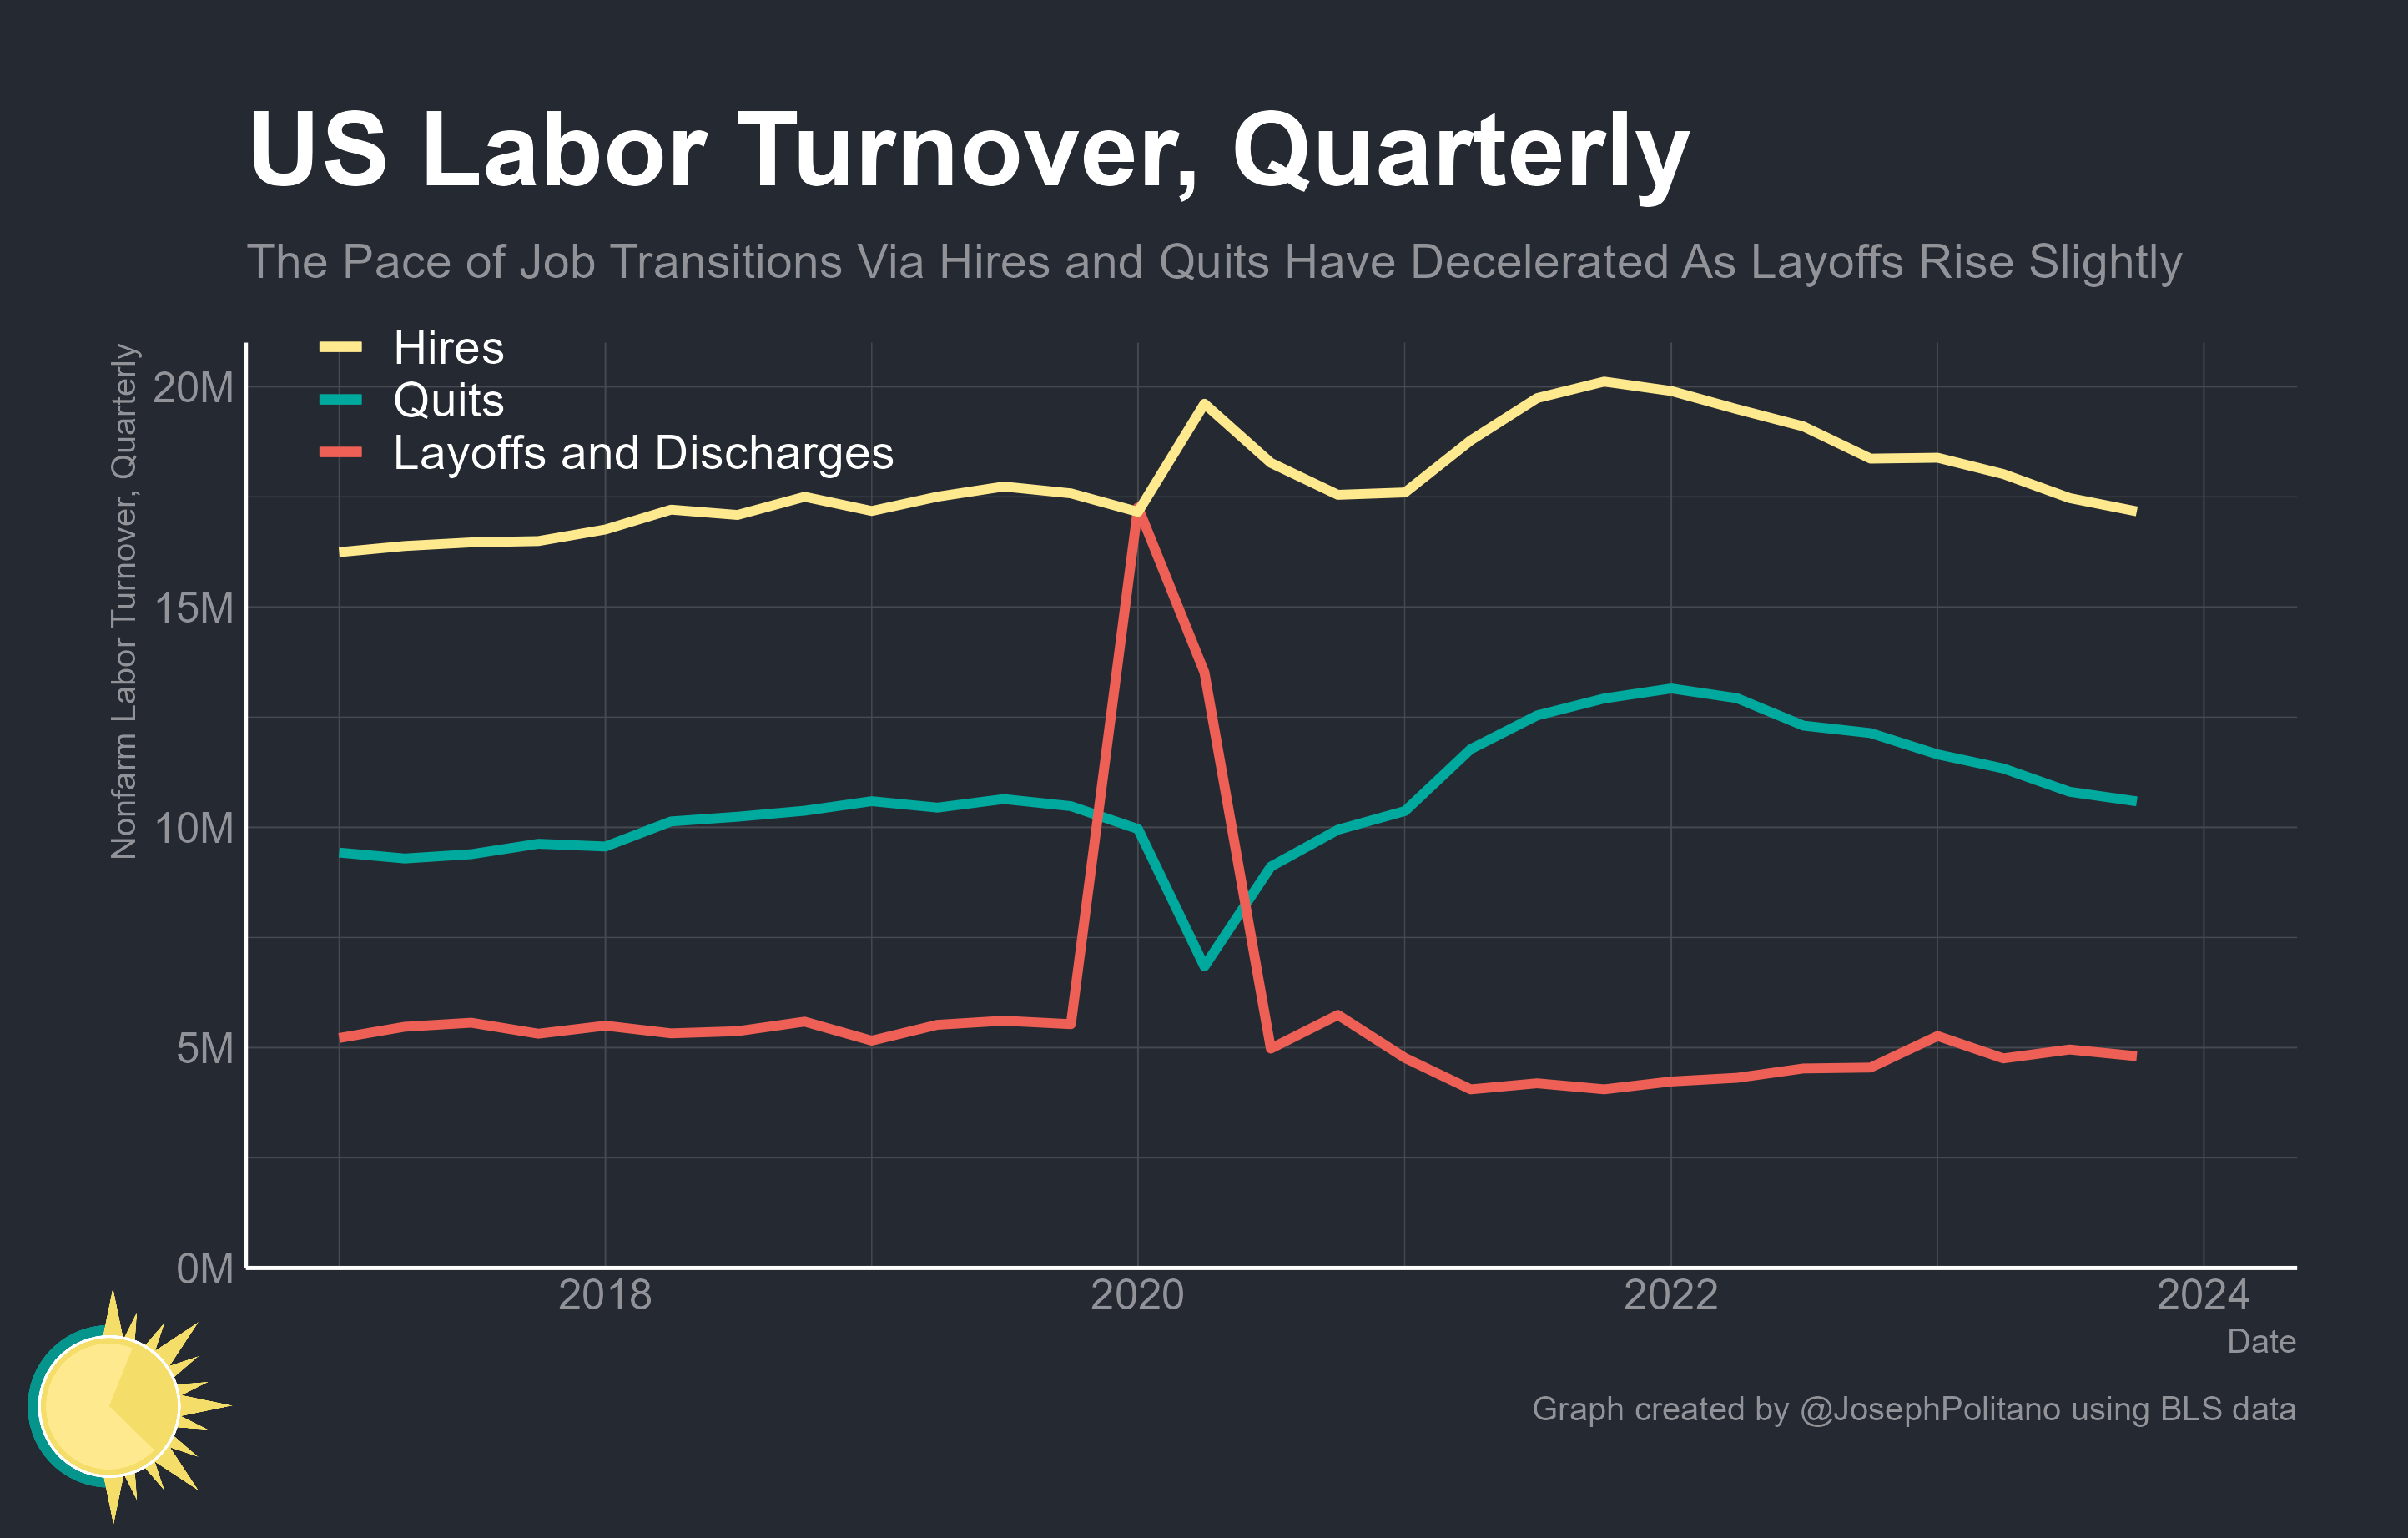 US Labor Turnover, Quarterly
The Pace of Job Transitions Via Hires and Quits Have Decelerated As Layoffs Rise Slightly
Hires
Quits
Layoffs and Discharges
Nonfarm Labor Turnover, Quarterly
20M
15M
10M
5M
0M
2018
2020
2022
2024
Date
Graph created by @JosephPolitano using BLS data